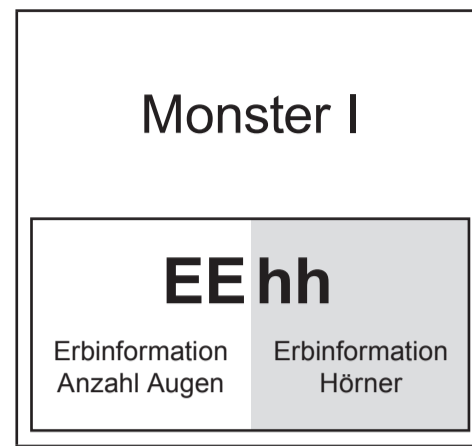 Monster I
EE hh
Erbinformation Erbinformation
Anzahl Augen Hörner